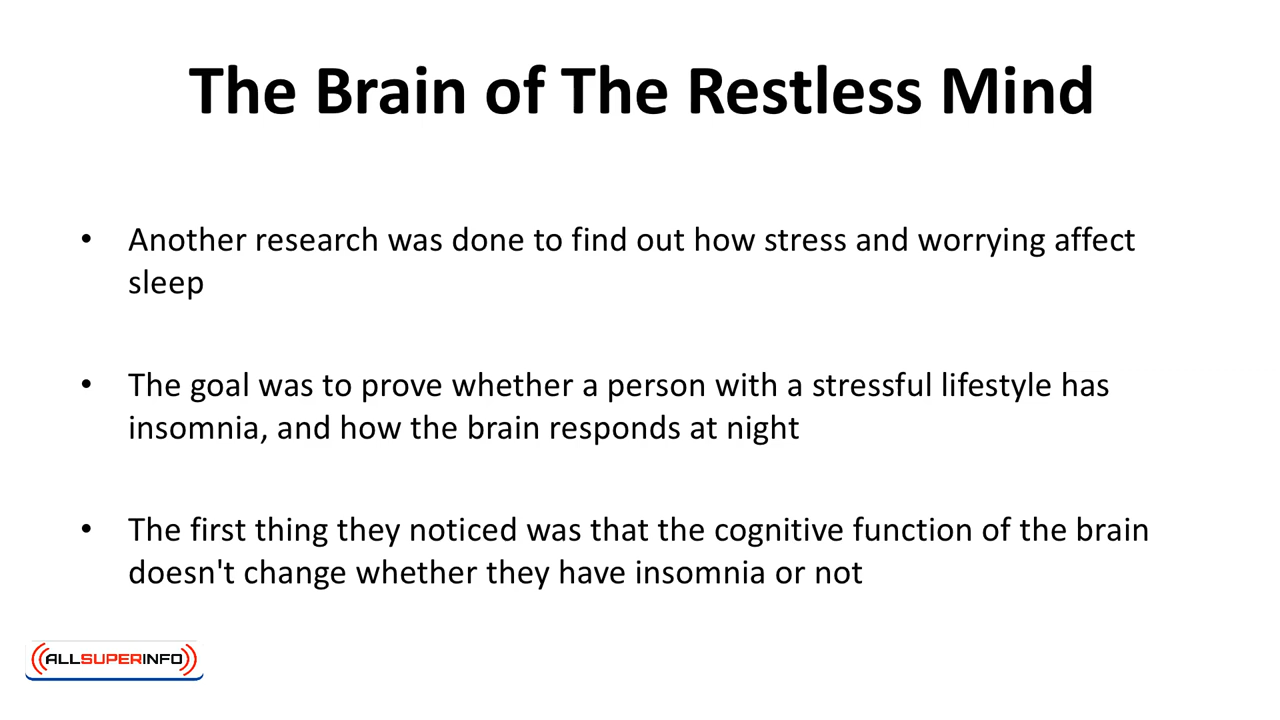 The Brain of The Restless Mind
• Another research was done to find out how stress and worrying affect
sleep
• The goal was to prove whether a person with a stressful lifestyle has
insomnia, and how the brain responds at night
• The first thing they noticed was that the cognitive function of the brain
doesn't change whether they have insomnia or not
ALLSUPERINFO